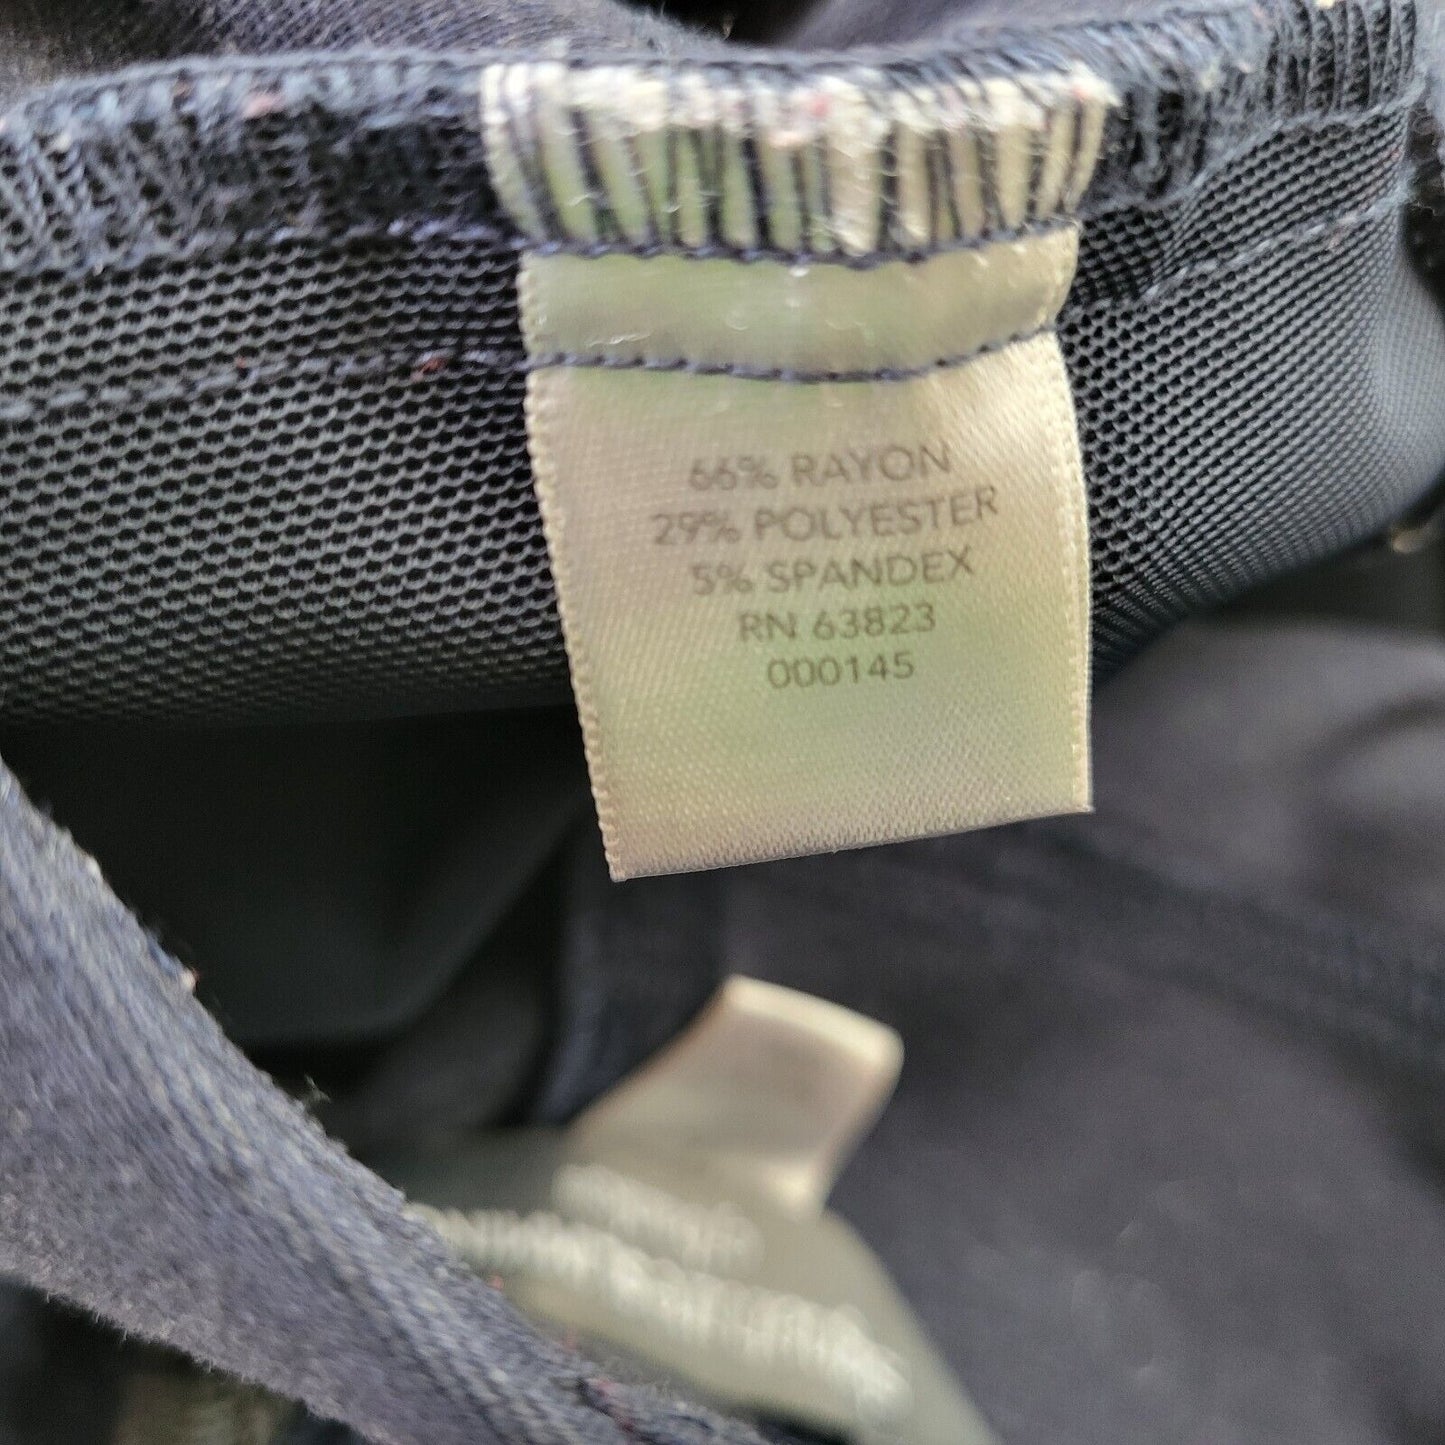 66% RAYON
29% POLYESTER
5% SPANDEX
RN 63823
000145